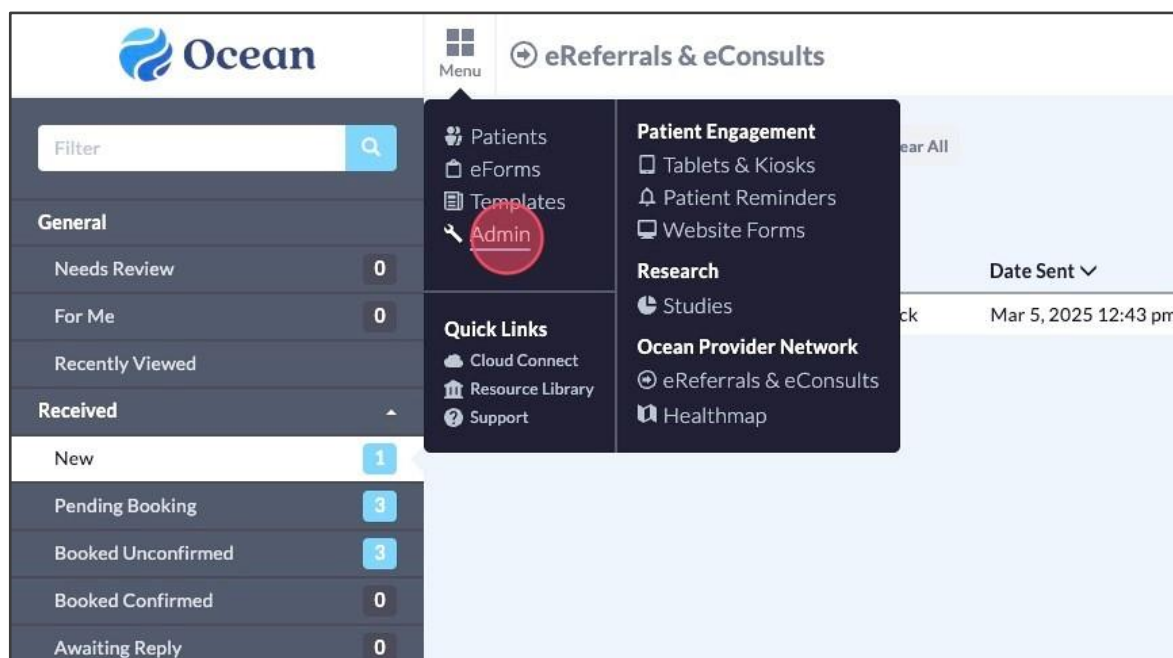 Ocean
Menu
eReferrals & eConsults
Filter
General
Needs Review 0
For Me 0
Recently Viewed
Received
New 1
Pending Booking 3
Booked Unconfirmed 3
Booked Confirmed 0
Awaiting Reply 0
Patients
eForms
Templates
Admin
Quick Links
Cloud Connect
Resource Library
Support
Patient Engagement
Tablets & Kiosks
Patient Reminders
Website Forms
Research
Studies
Ocean Provider Network
eReferrals & eConsults
Healthmap
All
Date Sent
Mar 5, 2025 12:43 pm